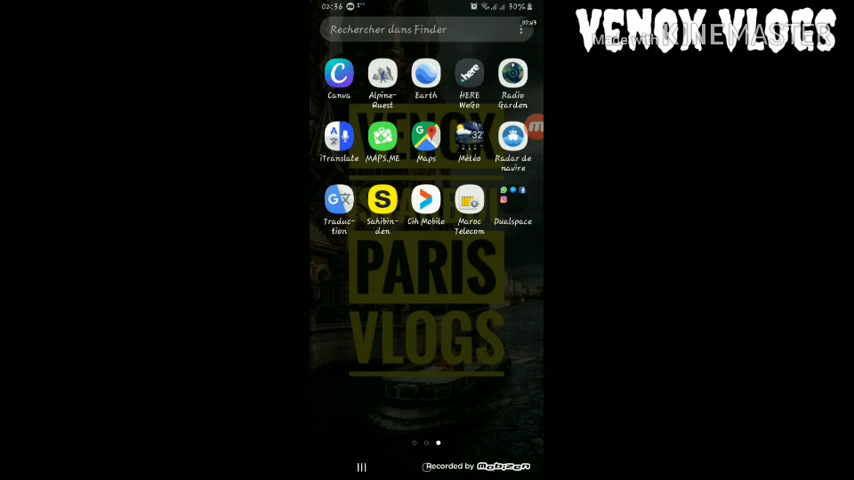 VENOX VLOGS
Made with KINEMASTER
02:36
30%
Rechercher dans Finder
Canva
Alpine-
Quest
Earth
HERE
WeGo
Radio
Garden
iTranslate
MAPS.ME
Maps
32°
Météo
Radar de
navire
Traduc-
tion
Sahibin-
den
Cih Mobile
Maroc
Telecom
Dualspace
VENOX
PARIS
VLOGS
Recorded by mobizen